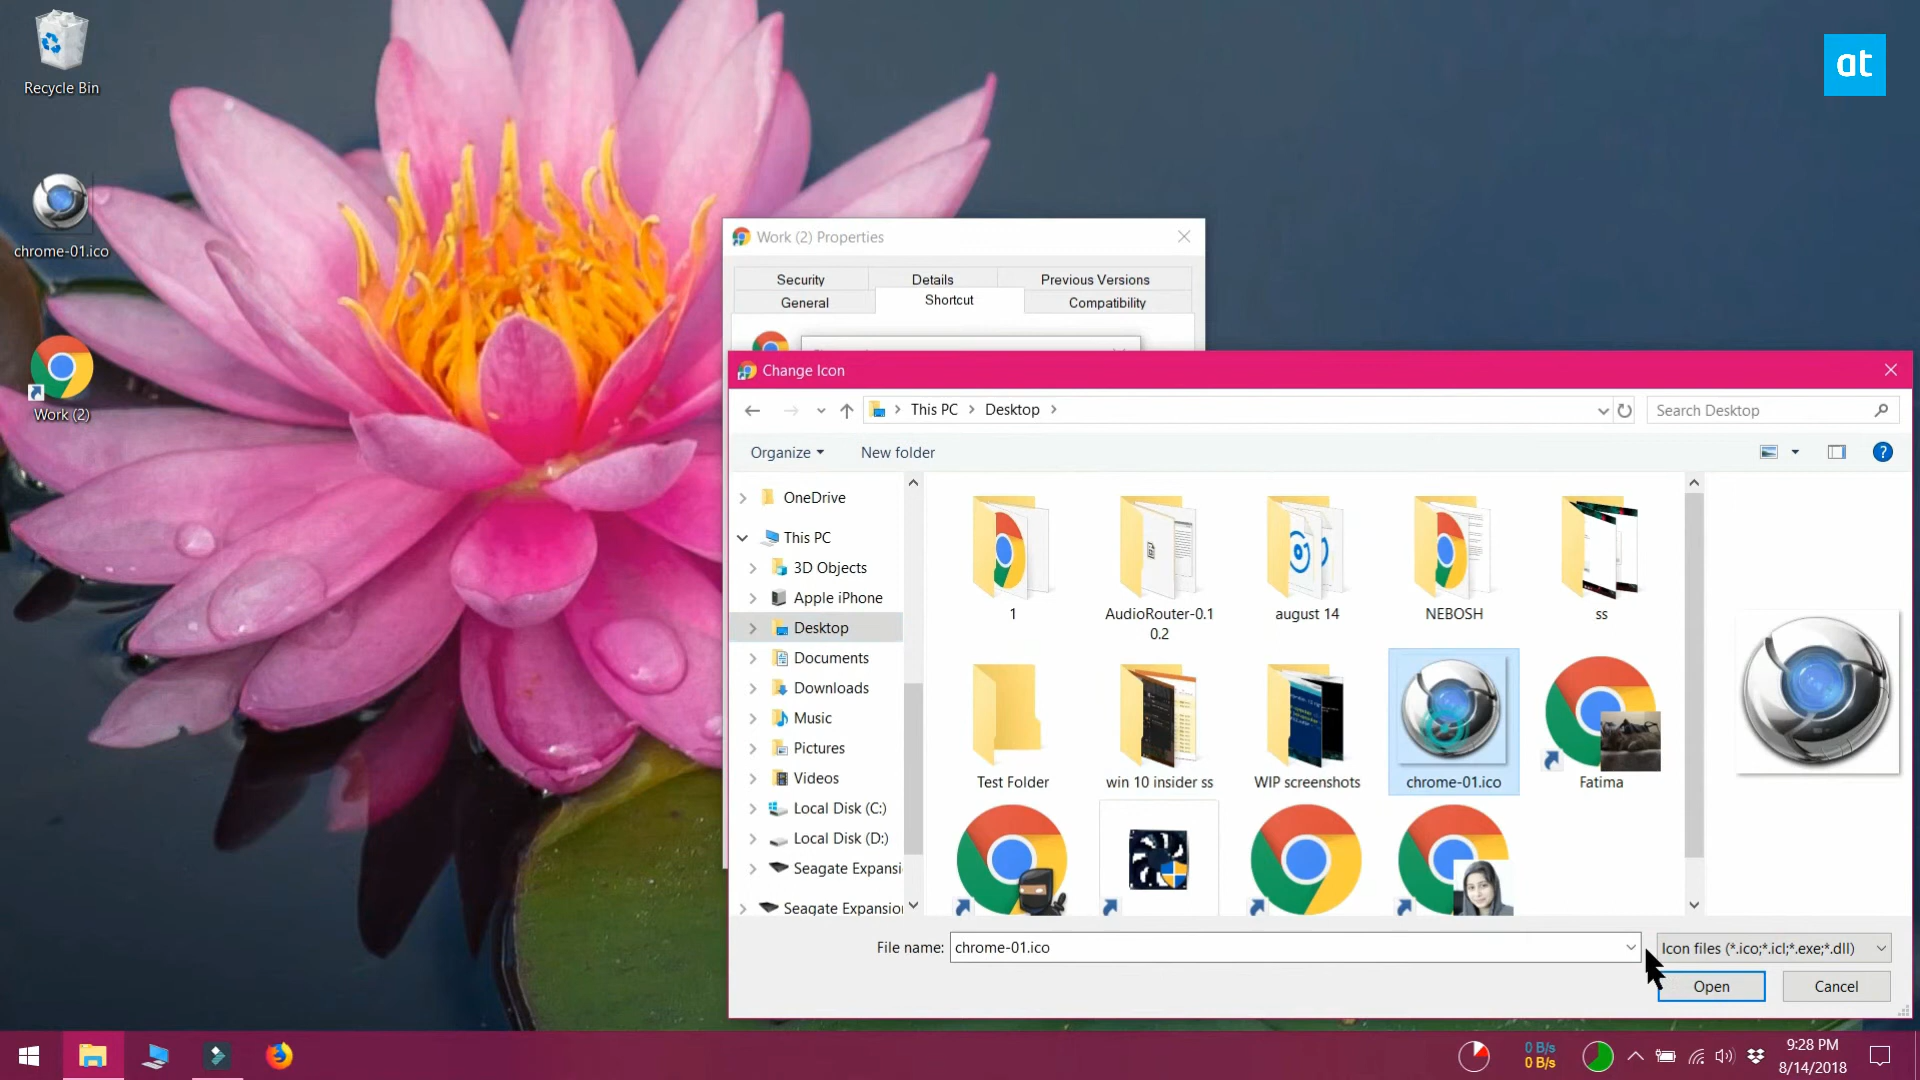 Recycle Bin
at
chrome-01.ico
Work (2)
Work (2) Properties
Security
Details
Previous Versions
General
Shortcut
Compatibility
Change Icon
This PC
Desktop
Search Desktop
Organize
New folder
?
OneDrive
This PC
3D Objects
Apple iPhone
Desktop
Documents
Downloads
Music
Pictures
Videos
Local Disk (C:)
Local Disk (D:)
Seagate Expansi
Seagate Expansion
1
AudioRouter-0.1
0.2
august 14
NEBOSH
ss
Test Folder
win 10 insider ss
WIP screenshots
chrome-01.ico
Fatima
File name:
chrome-01.ico
Icon files (*.ico;*.icl;*.exe;*.dll)
Open
Cancel
0 B/s
0 B/s
9:28 PM
8/14/2018